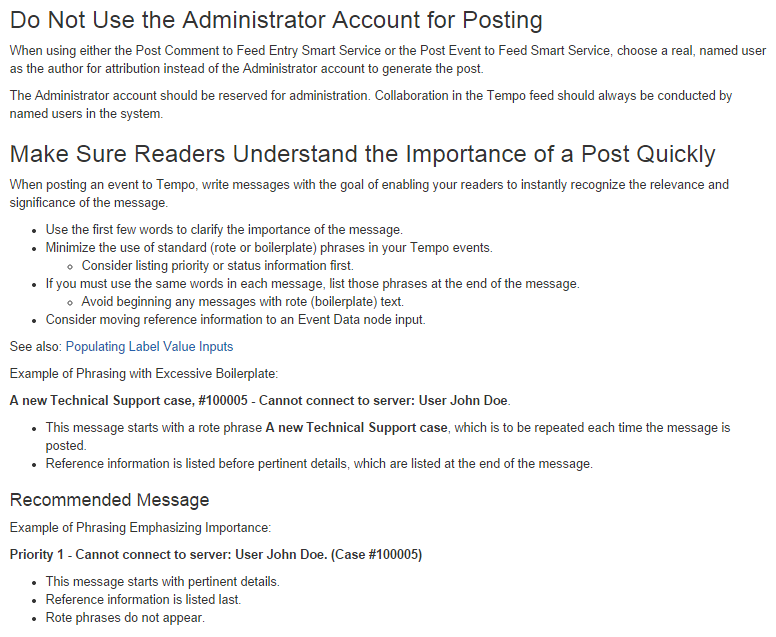 Do Not Use the Administrator Account for Posting
When using either the Post Comment to Feed Entry Smart Service or the Post Event to Feed Smart Service, choose a real, named user
as the author for attribution instead of the Administrator account to generate the post.
The Administrator account should be reserved for administration. Collaboration in the Tempo feed should always be conducted by
named users in the system.
Make Sure Readers Understand the Importance of a Post Quickly
When posting an event to Tempo, write messages with the goal of enabling your readers to instantly recognize the relevance and
significance of the message.
Use the first few words to clarify the importance of the message.
Minimize the use of standard (rote or boilerplate) phrases in your Tempo events.
Consider listing priority or status information first.
If you must use the same words in each message, list those phrases at the end of the message.
Avoid beginning any messages with rote (boilerplate) text.
Consider moving reference information to an Event Data node input.
See also: Populating Label Value Inputs
Example of Phrasing with Excessive Boilerplate:
A new Technical Support case, #100005 - Cannot connect to server: User John Doe.
This message starts with a rote phrase A new Technical Support case, which is to be repeated each time the message is
posted.
Reference information is listed before pertinent details, which are listed at the end of the message.
Recommended Message
Example of Phrasing Emphasizing Importance:
Priority 1 - Cannot connect to server: User John Doe. (Case #100005)
This message starts with pertinent details.
Reference information is listed last.
Rote phrases do not appear.